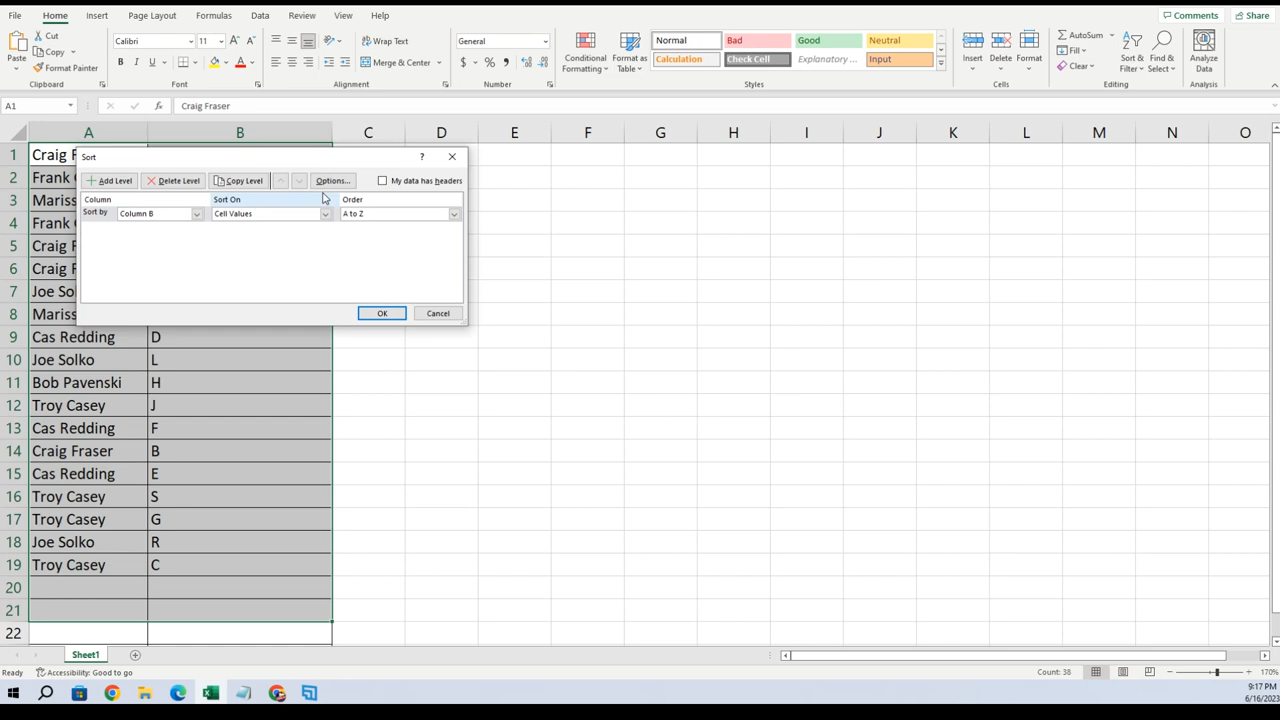 File Home Insert Page Layout Formulas Data Review View Help Comments Share
Cut Calibri 11 A A Wrap Text General Normal Bad Good Neutral AutoSum
Paste Copy Conditional Formatting Format as Table Insert Delete Format Fill Sort & Filter Find & Select Analyze Data
Format Painter B I U A Merge & Center $ % Calculation Check Cell Explanatory ... Input Clear
Clipboard Font Alignment Number Styles Cells Editing Analysis
A1 fx Craig Fraser
A B C D E F G H I J K L M N O
1 Craig F
Sort ? 
Add Level Delete Level Copy Level Options... My data has headers
2 Frank
3 Mariss
Column Sort On Order
Sort by Column B Cell Values A to Z
4 Frank
5 Craig F
6 Craig F
7 Joe So
8 Mariss
OK Cancel
9 Cas Redding D
10 Joe Solko L
11 Bob Pavenski H
12 Troy Casey J
13 Cas Redding F
14 Craig Fraser B
15 Cas Redding E
16 Troy Casey S
17 Troy Casey G
18 Joe Solko R
19 Troy Casey C
20
21
22
Sheet1
Ready Accessibility: Good to go Count: 38 170%
9:17 PM
6/16/2023